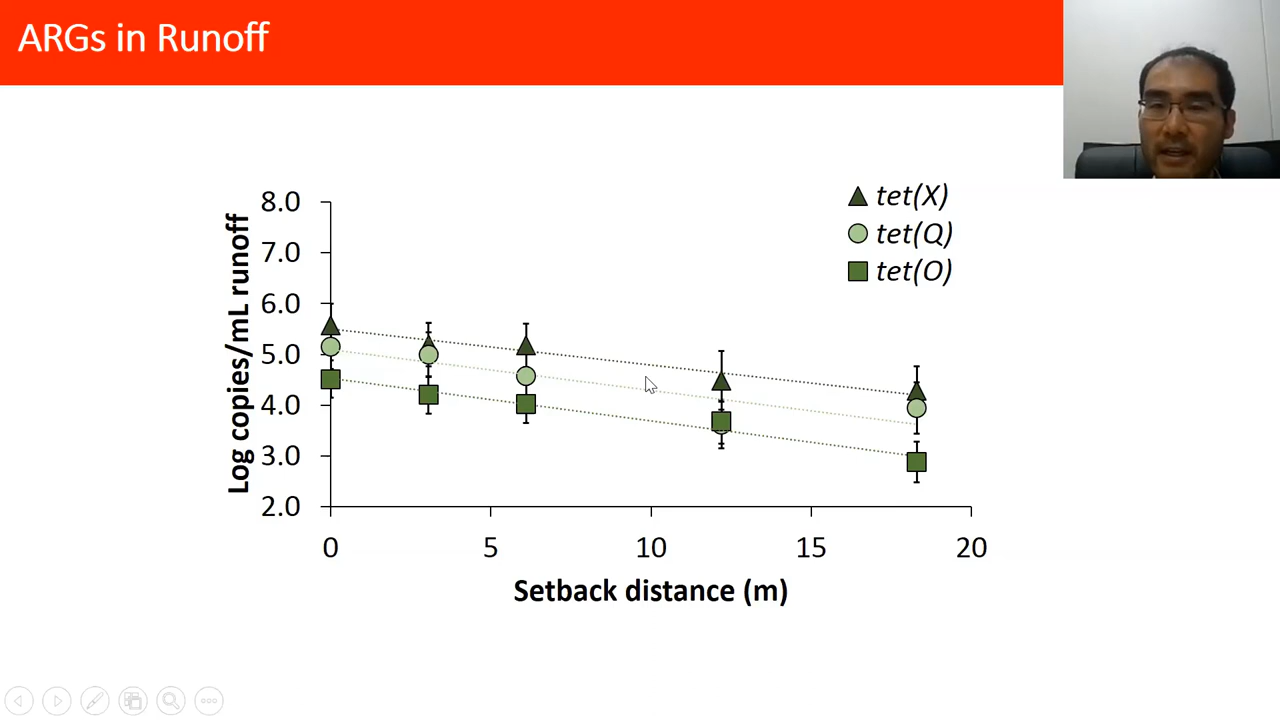 ARGs in Runoff
tet(X)
tet(Q)
tet(O)
Log copies/mL runoff
8.0
7.0
6.0
5.0
4.0
3.0
2.0
0 5 10 15 20
Setback distance (m)